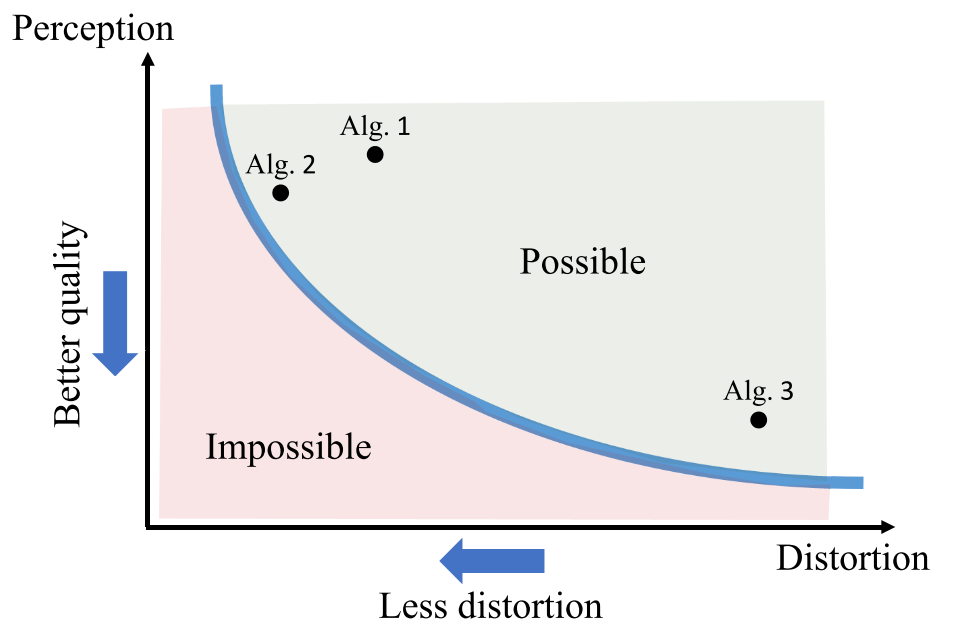 Perception
Alg. 1
Alg. 2
Possible
Better quality
Alg. 3
Impossible
Distortion
Less distortion